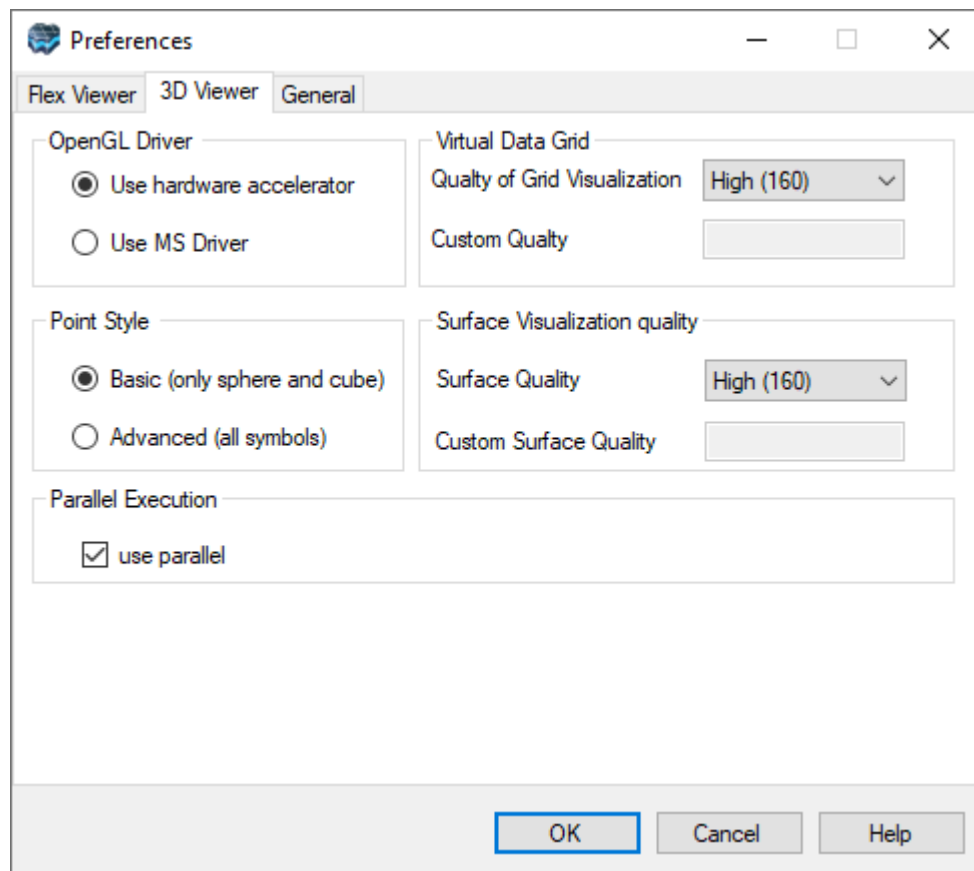 Preferences
Flex Viewer
3D Viewer
General
OpenGL Driver
Use hardware accelerator
Use MS Driver
Virtual Data Grid
Qualty of Grid Visualization
High (160)
Custom Qualty
Point Style
Basic (only sphere and cube)
Advanced (all symbols)
Surface Visualization quality
Surface Quality
High (160)
Custom Surface Quality
Parallel Execution
use parallel
OK
Cancel
Help